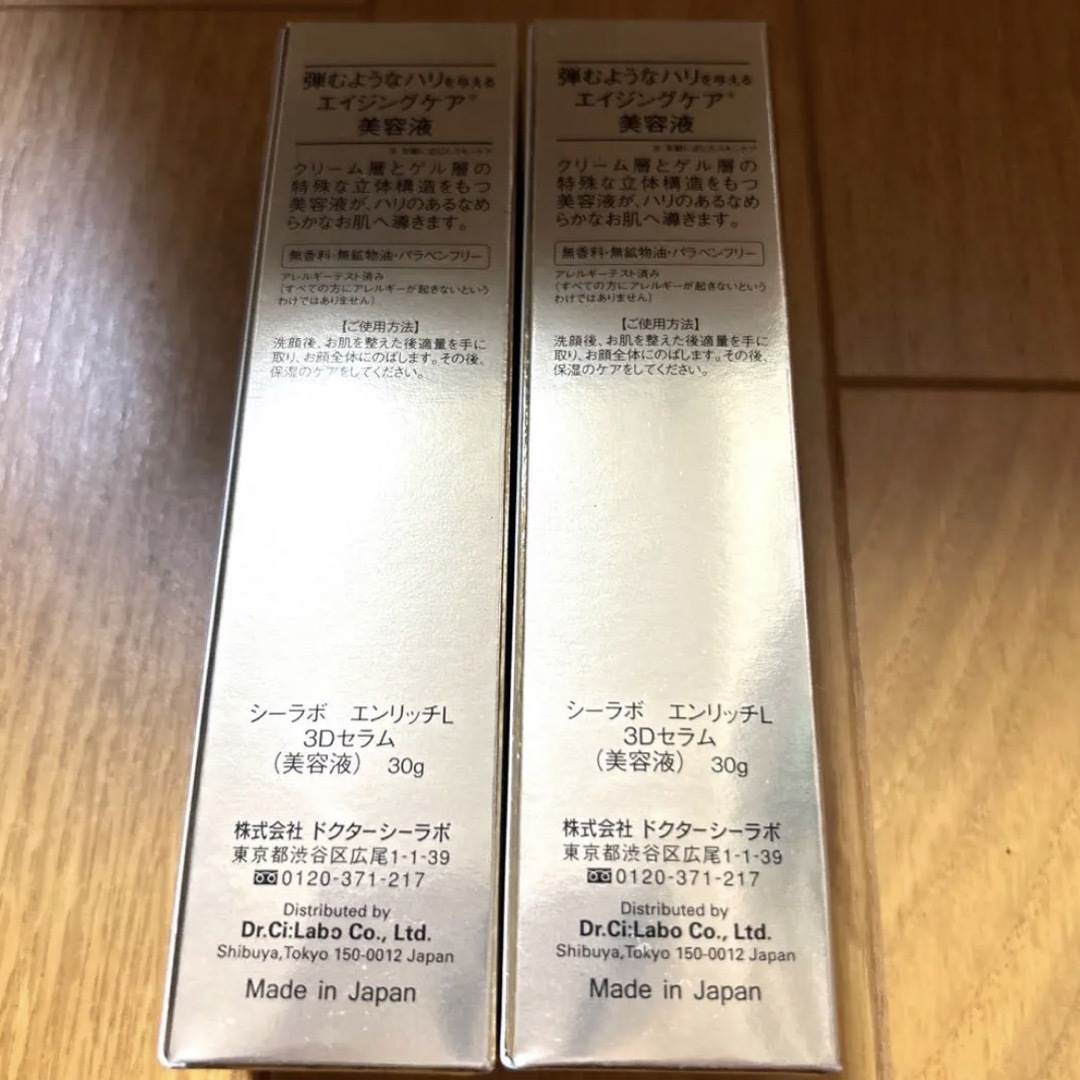 弾むようなハリを与える
エイジングケア※
美容液
※ 年齢に応じたスキンケア
クリーム層とゲル層の
特殊な立体構造をもつ
美容液が、ハリのあるなめ
らかなお肌へ導きます。
無香料・無鉱物油・パラベンフリー
アレルギーテスト済み
(すべての方にアレルギーが起きないという
わけではありません)
【ご使用方法】
洗顔後、お肌を整えた後適量を手に
取り、お顔全体にのばします。その後、
保湿のケアをしてください。
シーラボ エンリッチL
3Dセラム
(美容液) 30g
株式会社 ドクターシーラボ
東京都渋谷区広尾1-1-39
0120-371-217
Distributed by
Dr.Ci:Labo Co., Ltd.
Shibuya,Tokyo 150-0012 Japan
Made in Japan
弾むようなハリを与える
エイジングケア※
美容液
※ 年齢に応じたスキンケア
クリーム層とゲル層の
特殊な立体構造をもつ
美容液が、ハリのあるなめ
らかなお肌へ導きます。
無香料・無鉱物油・パラベンフリー
アレルギーテスト済み
(すべての方にアレルギーが起きないという
わけではありません)
【ご使用方法】
洗顔後、お肌を整えた後適量を手に
取り、お顔全体にのばします。その後、
保湿のケアをしてください。
シーラボ エンリッチL
3Dセラム
(美容液) 30g
株式会社 ドクターシーラボ
東京都渋谷区広尾1-1-39
0120-371-217
Distributed by
Dr.Ci:Labo Co., Ltd.
Shibuya,Tokyo 150-0012 Japan
Made in Japan